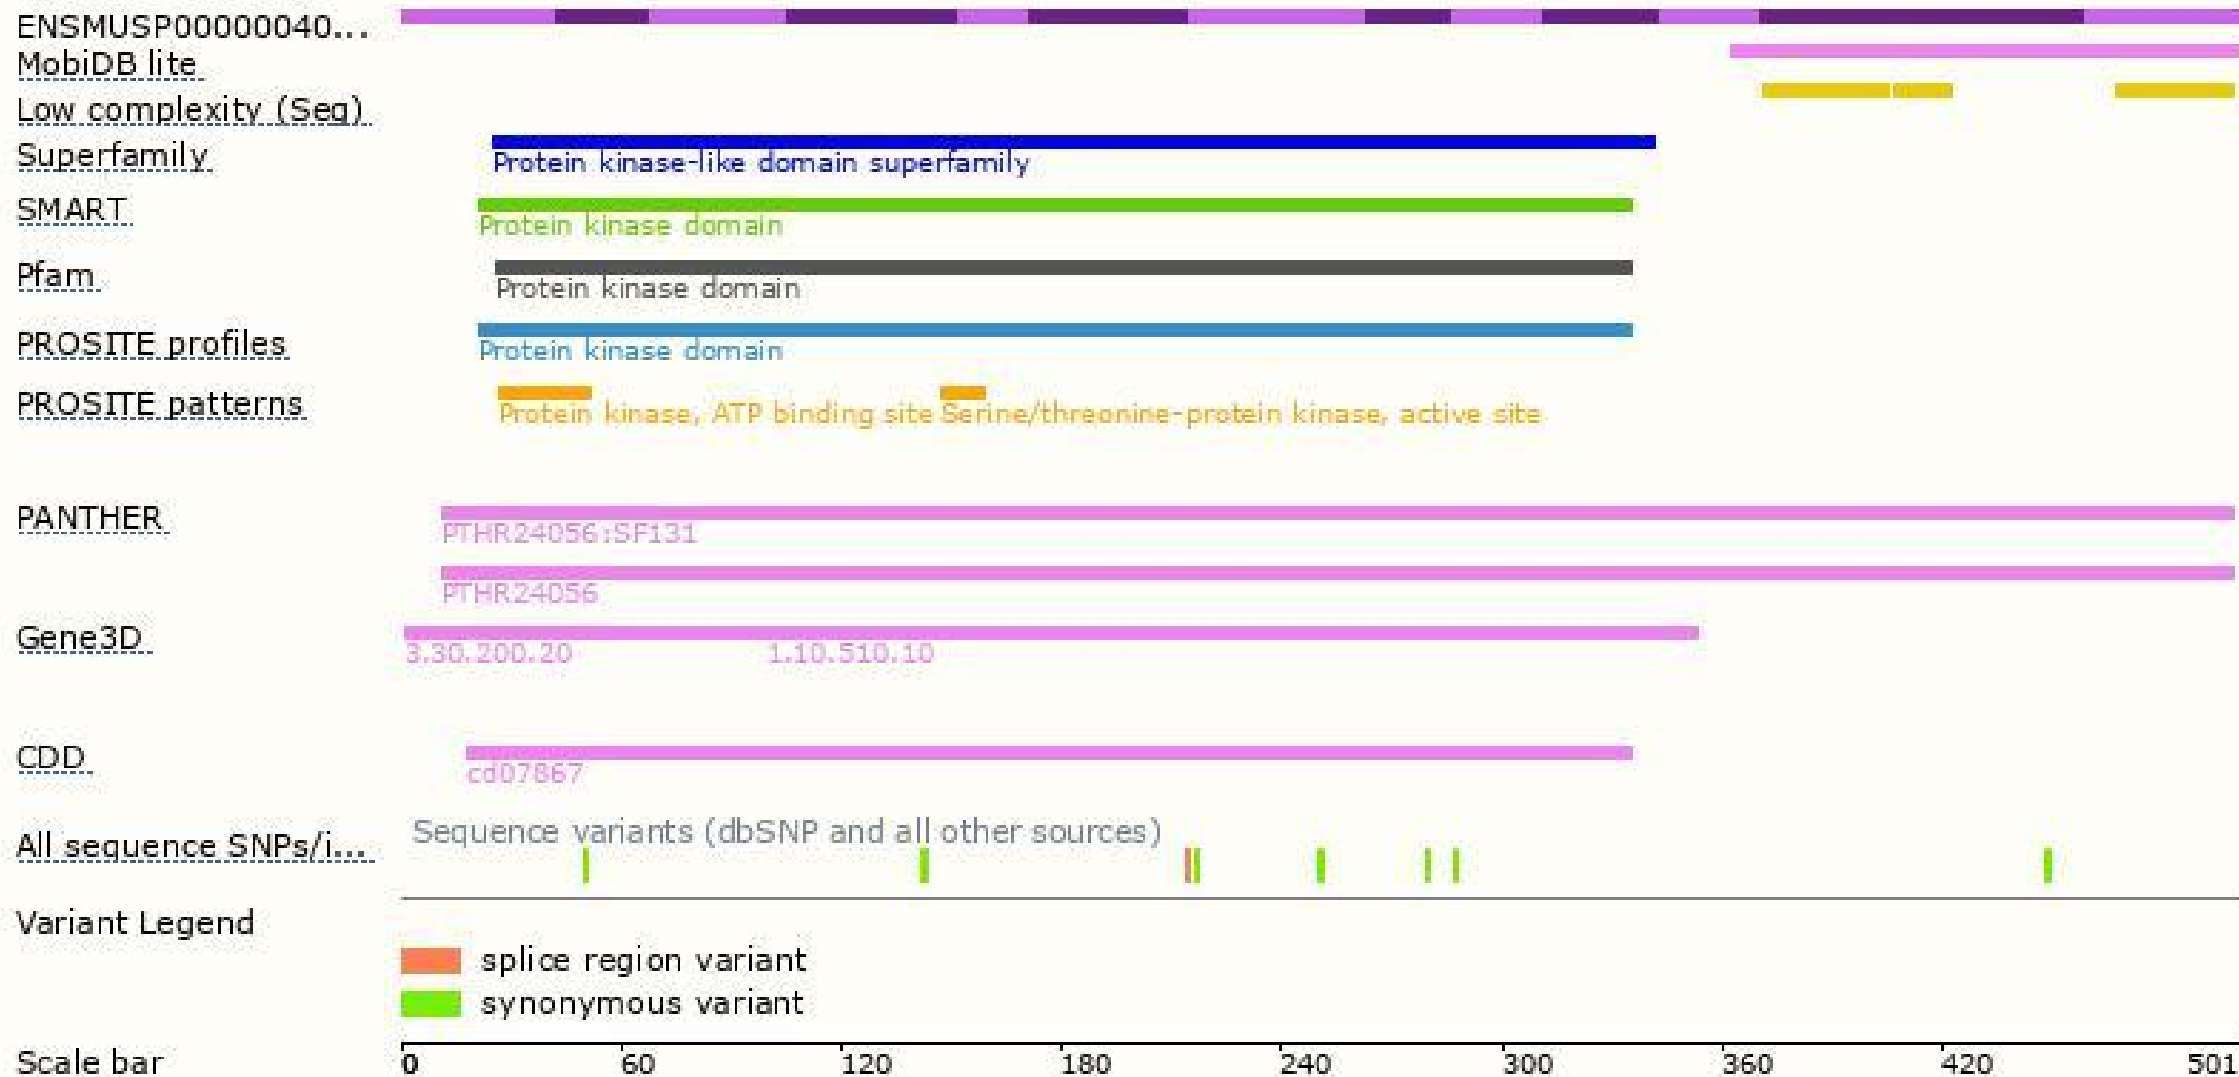 ENSMUSP00000040...
MobiDB lite
Low complexity (Seg)
Superfamily
Protein kinase-like domain superfamily
SMART
Protein kinase domain
Pfam
Protein kinase domain
PROSITE profiles
Protein kinase domain
PROSITE patterns
Protein kinase, ATP binding site Serine/threonine-protein kinase, active site
PANTHER
PTHR24056:SF131
PTHR24056
Gene3D
3.30.200.20 1.10.510.10
CDD
cd07867
Sequence variants (dbSNP and all other sources)
All sequence SNPs/i...
Variant Legend
splice region variant
synonymous variant
Scale bar 0 60 120 180 240 300 360 420 501